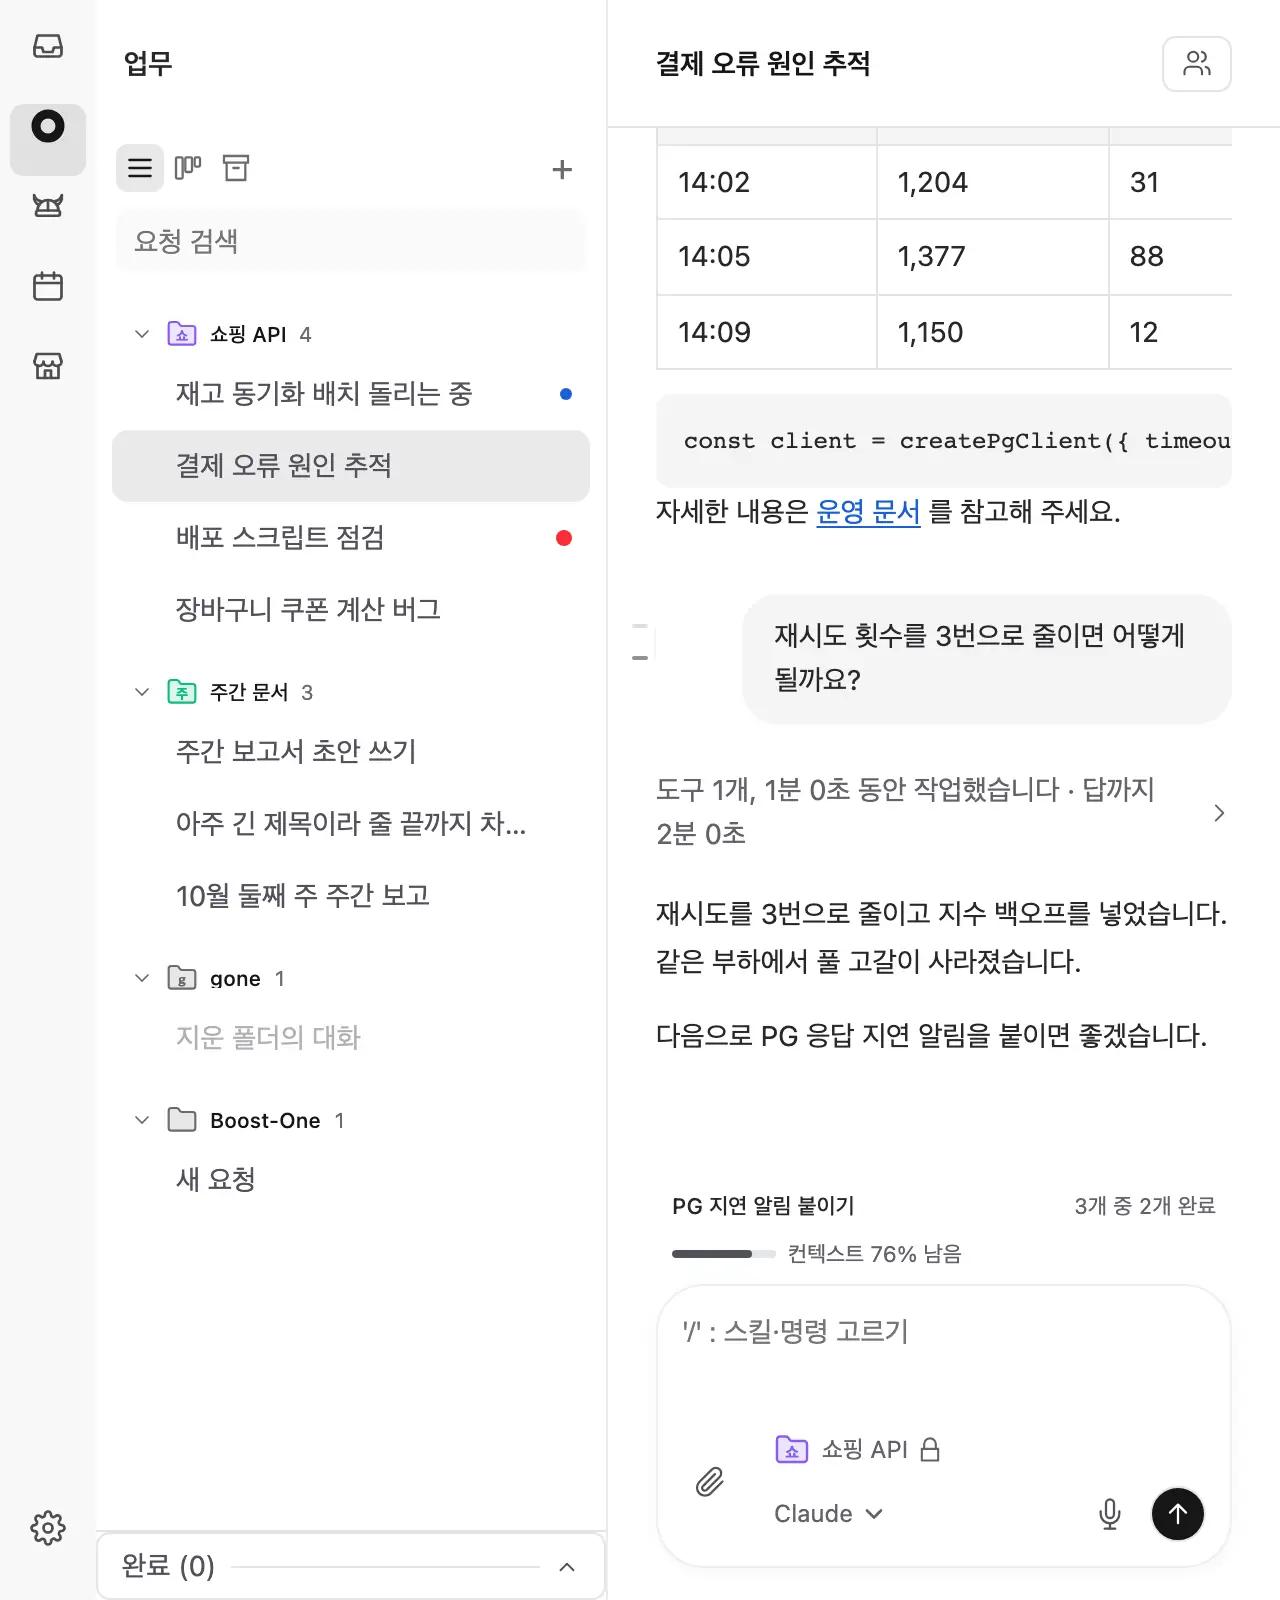 업무
요청 검색
쇼 쇼핑 API 4
재고 동기화 배치 돌리는 중
결제 오류 원인 추적
배포 스크립트 점검
장바구니 쿠폰 계산 버그
주 주간 문서 3
주간 보고서 초안 쓰기
아주 긴 제목이라 줄 끝까지 차...
10월 둘째 주 주간 보고
g gone 1
지운 폴더의 대화
Boost-One 1
새 요청
완료 (0)
결제 오류 원인 추적
14:02 1,204 31
14:05 1,377 88
14:09 1,150 12
const client = createPgClient({ timeou
자세한 내용은 운영 문서 를 참고해 주세요.
재시도 횟수를 3번으로 줄이면 어떻게
될까요?
도구 1개, 1분 0초 동안 작업했습니다 · 답까지
2분 0초
재시도를 3번으로 줄이고 지수 백오프를 넣었습니다.
같은 부하에서 풀 고갈이 사라졌습니다.
다음으로 PG 응답 지연 알림을 붙이면 좋겠습니다.
PG 지연 알림 붙이기 3개 중 2개 완료
컨텍스트 76% 남음
'/' : 스킬·명령 고르기
쇼 쇼핑 API
Claude